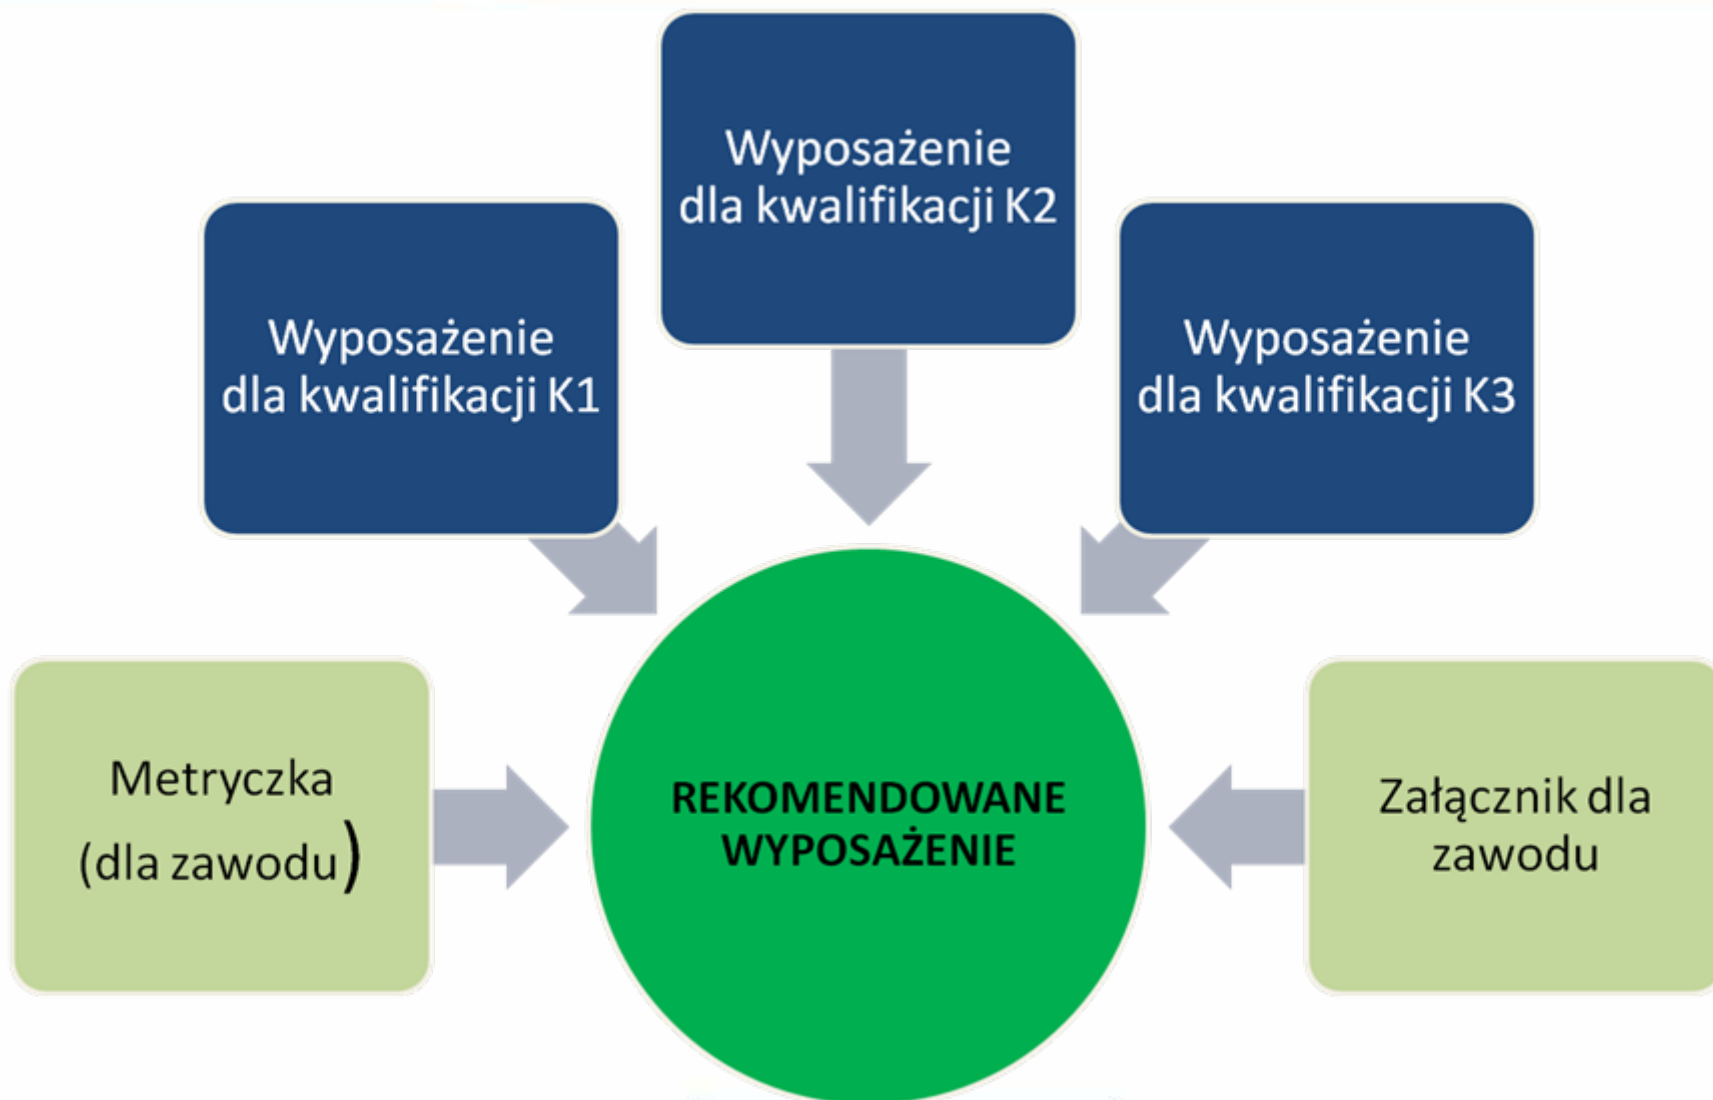 Wyposażenie
dla kwalifikacji K2
Wyposażenie
dla kwalifikacji K1
Wyposażenie
dla kwalifikacji K3
Metryczka
(dla zawodu)
REKOMENDOWANE
WYPOSAŻENIE
Załącznik dla
zawodu